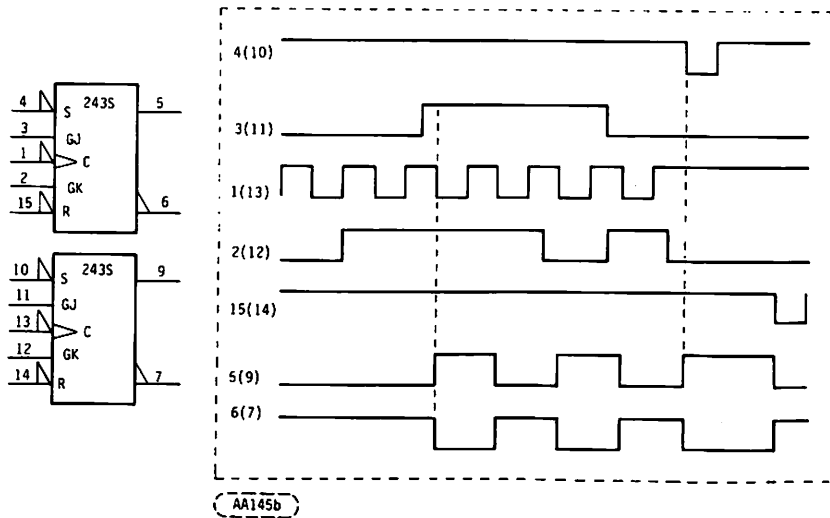 4 S 243S 5
3 GJ
1 C
2 GK
15 R 6
10 S 243S 9
11 GJ
13 C
12 GK
14 R 7
4(10)
3(11)
1(13)
2(12)
15(14)
5(9)
6(7)
AA145b